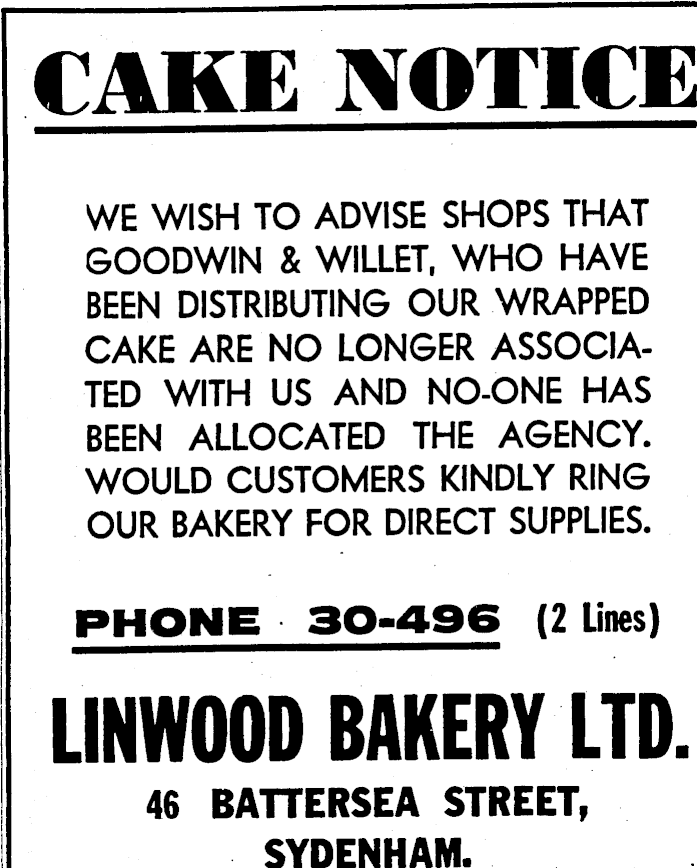 CAKE NOTICE
WE WISH TO ADVISE SHOPS THAT
GOODWIN & WILLET, WHO HAVE
BEEN DISTRIBUTING OUR WRAPPED
CAKE ARE NO LONGER ASSOCIA-
TED WITH US AND NO-ONE HAS
BEEN ALLOCATED THE AGENCY.
WOULD CUSTOMERS KINDLY RING
OUR BAKERY FOR DIRECT SUPPLIES.
PHONE 30-496 (2 Lines)
LINWOOD BAKERY LTD.
46 BATTERSEA STREET,
SYDENHAM.